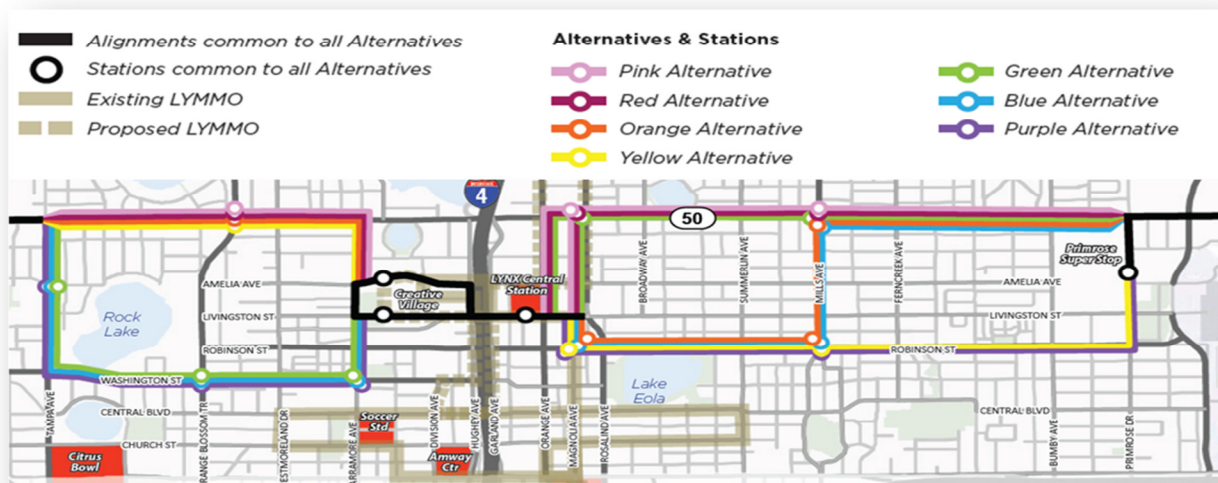 Alignments common to all Alternatives
Stations common to all Alternatives
Existing LYMMO
Proposed LYMMO
Alternatives & Stations
Pink Alternative
Red Alternative
Orange Alternative
Yellow Alternative
Green Alternative
Blue Alternative
Purple Alternative
4
50
Primrose
Super Stop
LYNX Central
Station
Creative
Village
AMELIA AVE
AMELIA AVE
LIVINGSTON ST
LIVINGSTON ST
ROBINSON ST
ROBINSON ST
WASHINGTON ST
CENTRAL BLVD
CENTRAL BLVD
CHURCH ST
Rock
Lake
Lake
Eola
BROADWAY AVE
SUMMERLIN AVE
MILLS AVE
FERNCREEK AVE
TAMPA AVE
RANGE BLOSSOM TR
ESTMORELAND DR
ARRAMORE AVE
DIVISION AVE
HUGHEY AVE
GARLAND AVE
ORANGE AVE
MAGNOLIA AVE
ROSALIND AVE
BUMBY AVE
PRIMROSE DR
Soccer
Std
Amway
Ctr
Citrus
Bowl